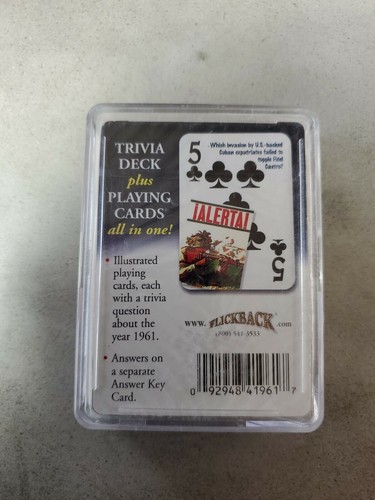 TRIVIA
DECK
plus
PLAYING
CARDS
all in one!
5
Which invasion by U.S.-backed
Cuban expatriates failed to
topple Fidel
Castro?
¡ALERTA!
5
• Illustrated
playing
cards, each
with a trivia
question
about the
year 1961.
• Answers on
a separate
Answer Key
Card.
www.FLICKBACK.com
0 92948 41961 7